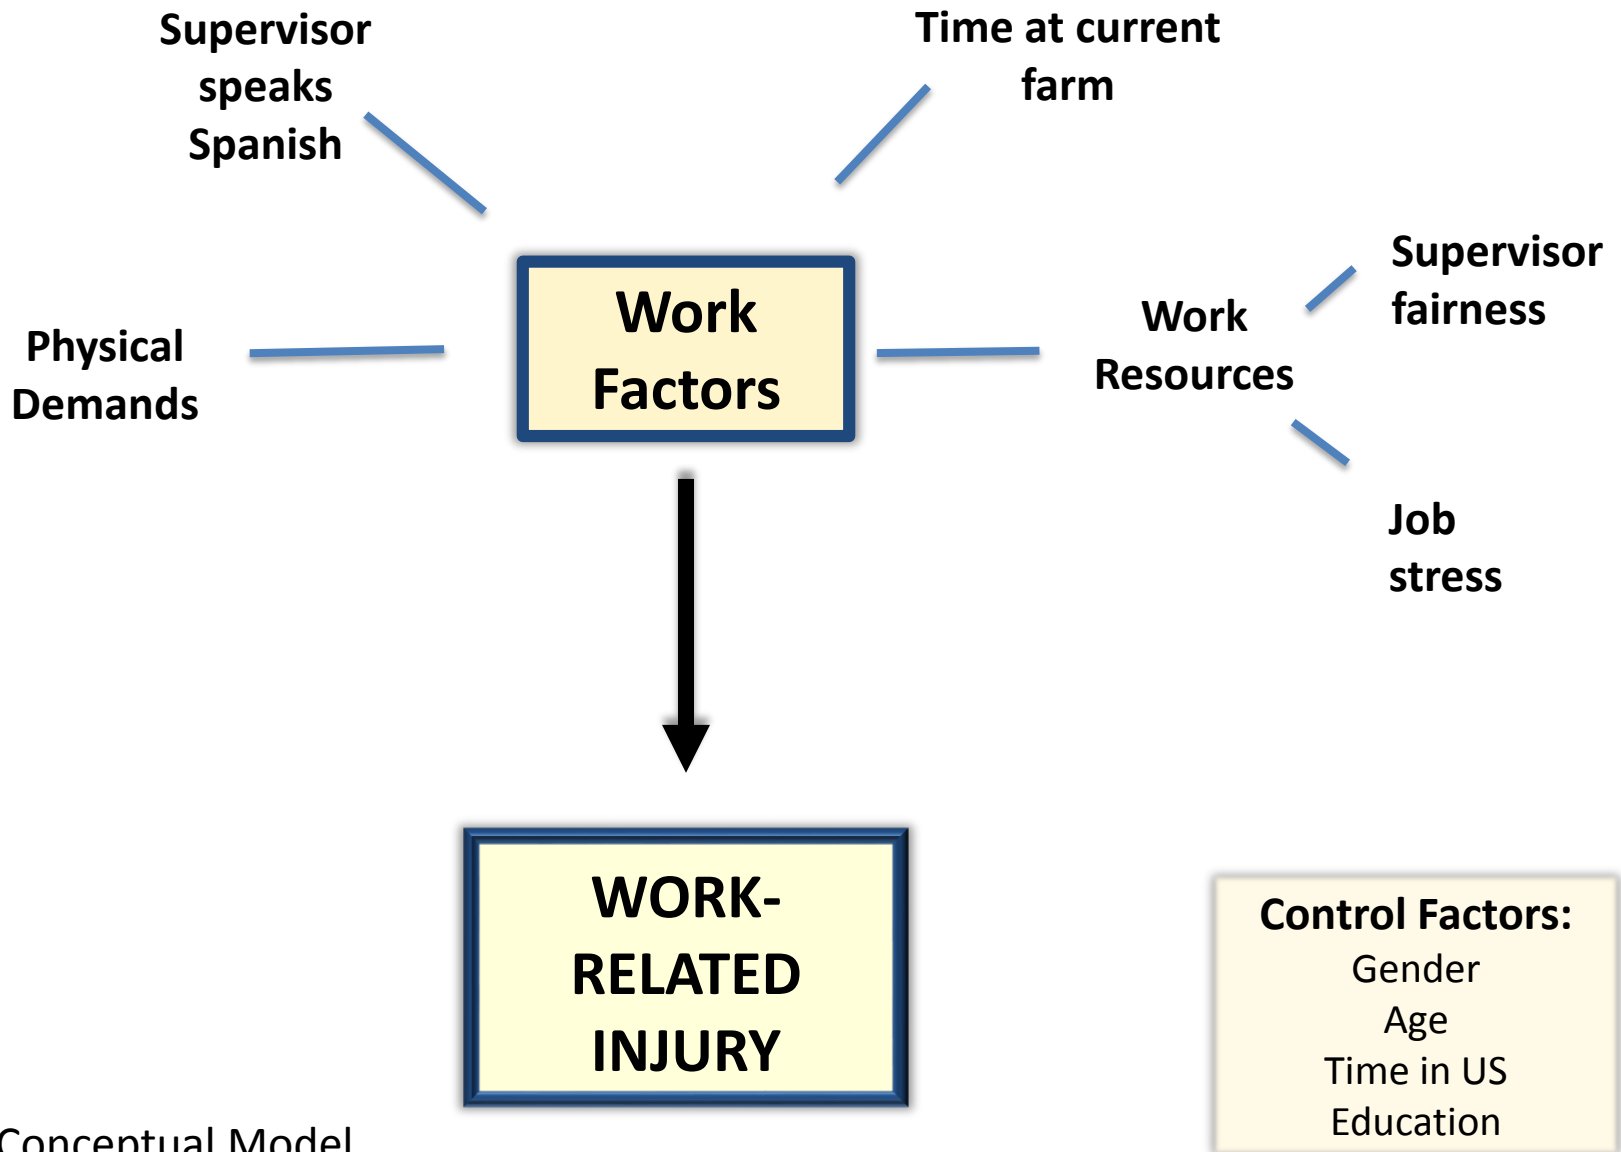 Supervisor
speaks
Spanish
Time at current
farm
Physical
Demands
Work
Factors
Work
Resources
Supervisor
fairness
Job
stress
WORK-
RELATED
INJURY
Control Factors:
Gender
Age
Time in US
Education
Conceptual Model